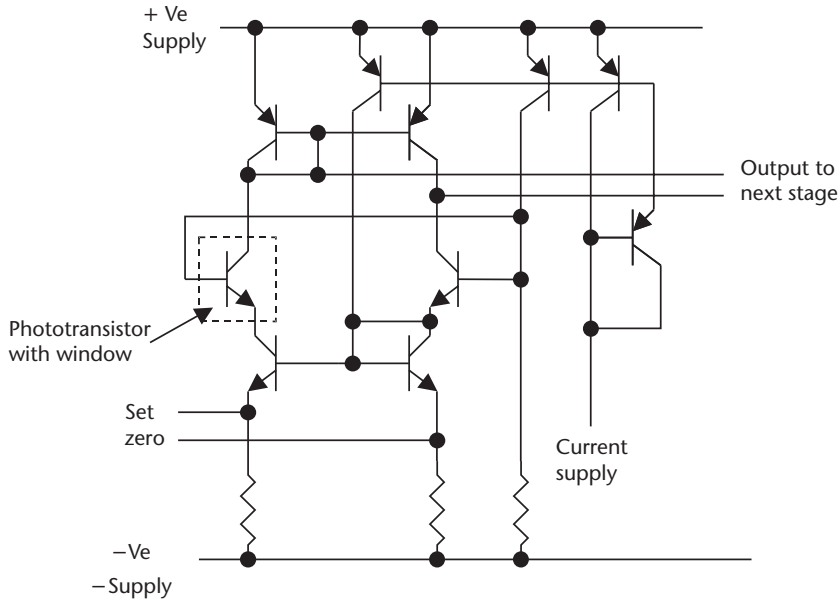 + Ve
Supply
Output to
next stage
Phototransistor
with window
Set
zero
Current
supply
−Ve
−Supply